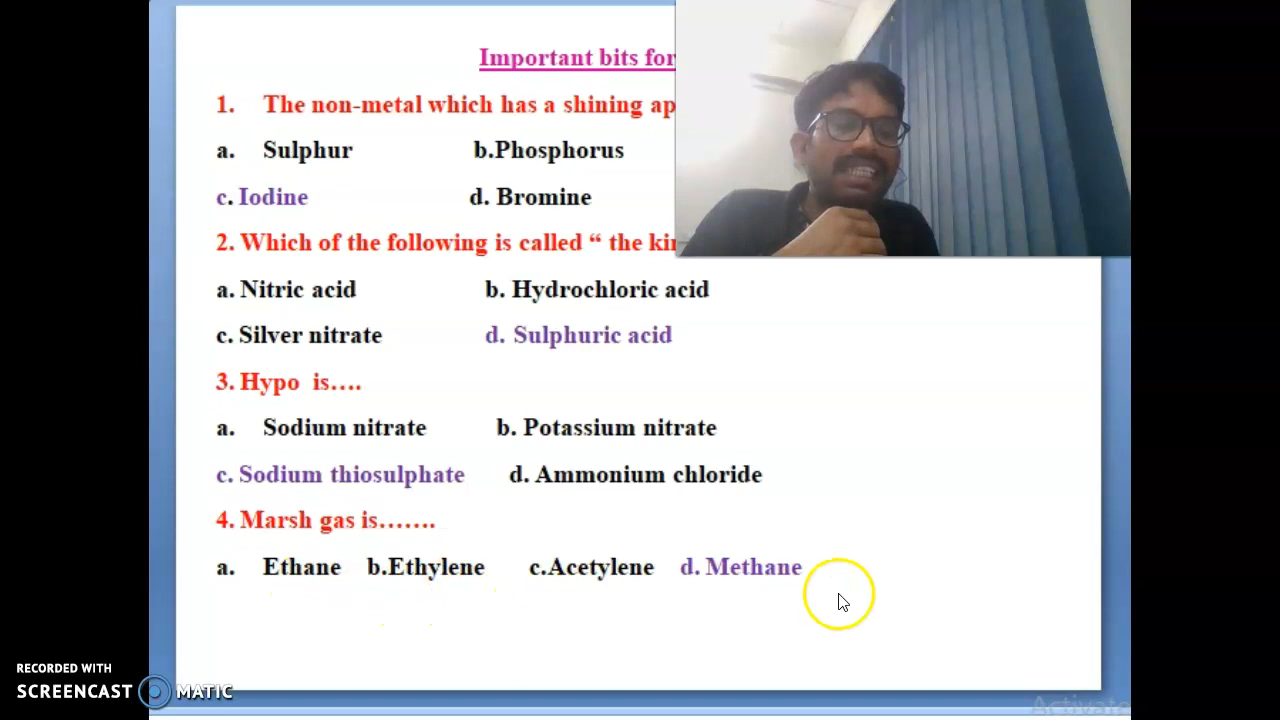 Important bits for
1. The non-metal which has a shining ap
a. Sulphur b.Phosphorus
c. Iodine d. Bromine
2. Which of the following is called “ the kin
a. Nitric acid b. Hydrochloric acid
c. Silver nitrate d. Sulphuric acid
3. Hypo is….
a. Sodium nitrate b. Potassium nitrate
c. Sodium thiosulphate d. Ammonium chloride
4. Marsh gas is…….
a. Ethane b.Ethylene c.Acetylene d. Methane
RECORDED WITH
SCREENCAST MATIC
Activate